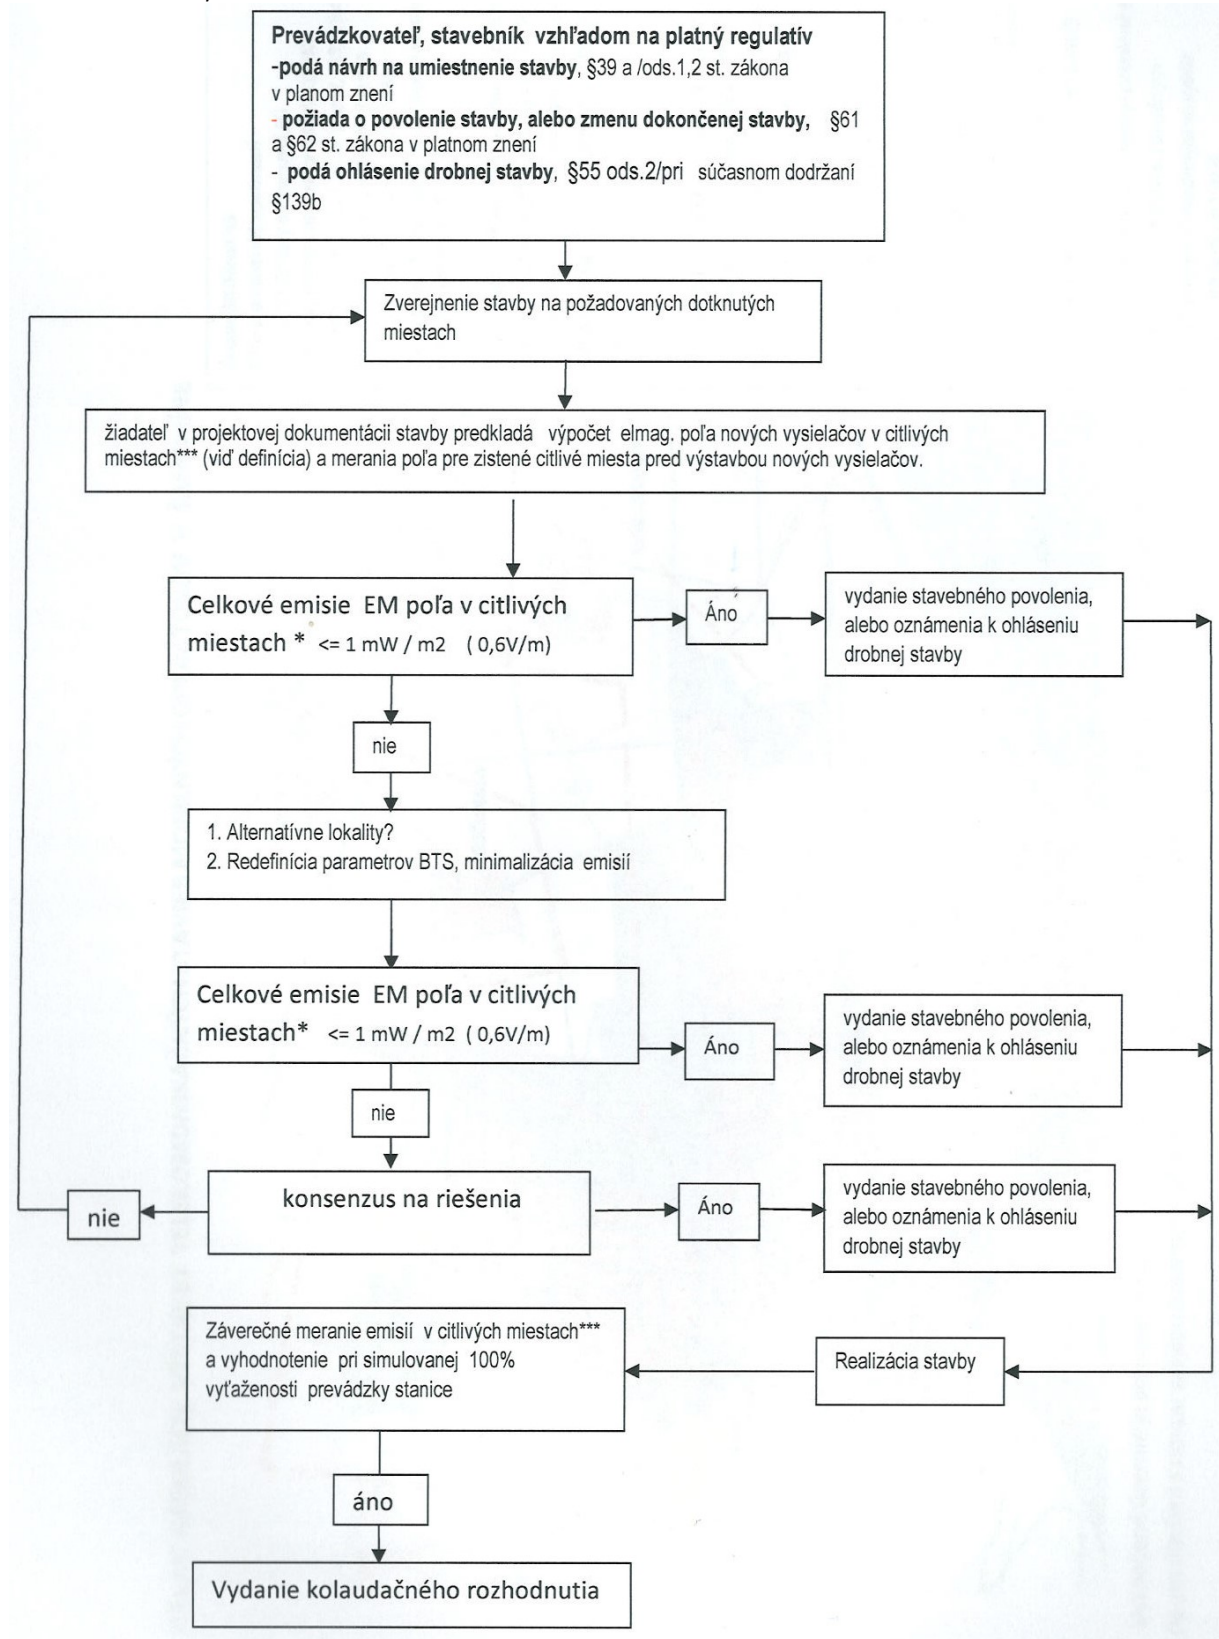 Prevádzkovateľ, stavebník vzhľadom na platný regulatív
-podá návrh na umiestnenie stavby, §39 a /ods.1,2 st. zákona
v planom znení
- požiada o povolenie stavby, alebo zmenu dokončenej stavby, §61
a §62 st. zákona v platnom znení
- podá ohlásenie drobnej stavby, §55 ods.2/pri súčasnom dodržaní
§139b
Zverejnenie stavby na požadovaných dotknutých
miestach
žiadateľ v projektovej dokumentácii stavby predkladá výpočet elmag. poľa nových vysielačov v citlivých
miestach*** (viď definícia) a merania poľa pre zistené citlivé miesta pred výstavbou nových vysielačov.
Celkové emisie EM poľa v citlivých
miestach * <= 1 mW / m2 ( 0,6V/m)
Áno
vydanie stavebného povolenia,
alebo oznámenia k ohláseniu
drobnej stavby
nie
1. Alternatívne lokality?
2. Redefinícia parametrov BTS, minimalizácia emisií
Celkové emisie EM poľa v citlivých
miestach* <= 1 mW / m2 ( 0,6V/m)
Áno
vydanie stavebného povolenia,
alebo oznámenia k ohláseniu
drobnej stavby
nie
konsenzus na riešenia
nie
Áno
vydanie stavebného povolenia,
alebo oznámenia k ohláseniu
drobnej stavby
Záverečné meranie emisií v citlivých miestach***
a vyhodnotenie pri simulovanej 100%
vyťaženosti prevádzky stanice
Realizácia stavby
áno
Vydanie kolaudačného rozhodnutia